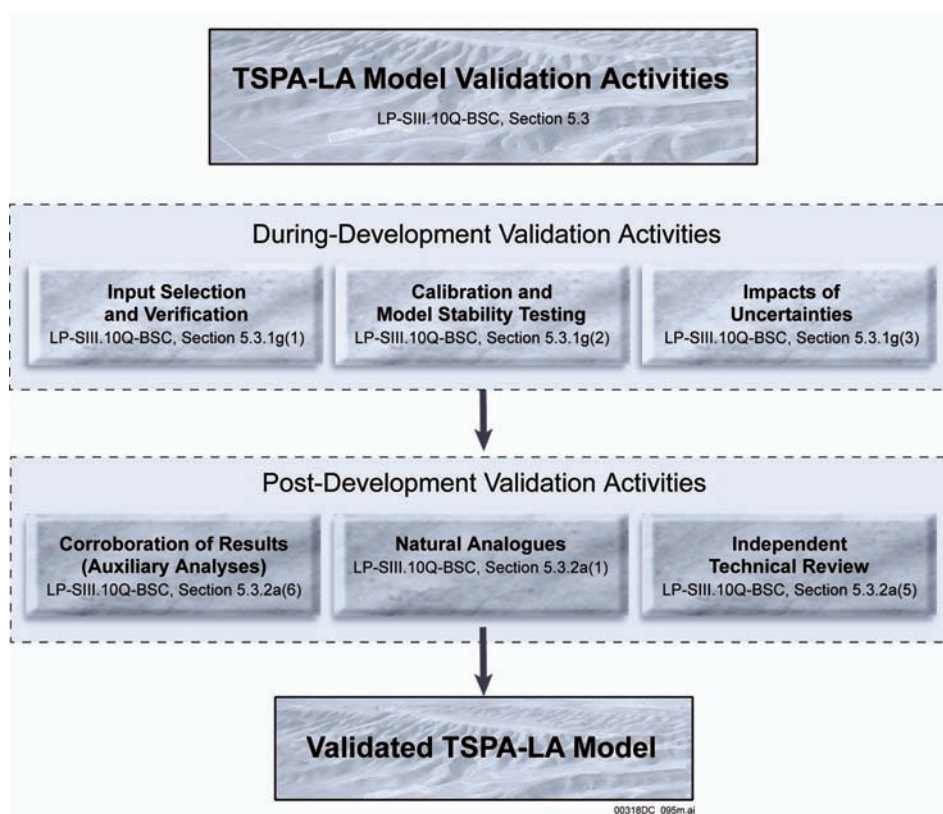 TSPA-LA Model Validation Activities
LP-SIII.10Q-BSC, Section 5.3
During-Development Validation Activities
Input Selection
and Verification
LP-SIII.10Q-BSC, Section 5.3.1g(1)
Calibration and
Model Stability Testing
LP-SIII.10Q-BSC, Section 5.3.1g(2)
Impacts of
Uncertainties
LP-SIII.10Q-BSC, Section 5.3.1g(3)
Post-Development Validation Activities
Corroboration of Results
(Auxiliary Analyses)
LP-SIII.10Q-BSC, Section 5.3.2a(6)
Natural Analogues
LP-SIII.10Q-BSC, Section 5.3.2a(1)
Independent
Technical Review
LP-SIII.10Q-BSC, Section 5.3.2a(5)
Validated TSPA-LA Model
00318DC_095m.ai